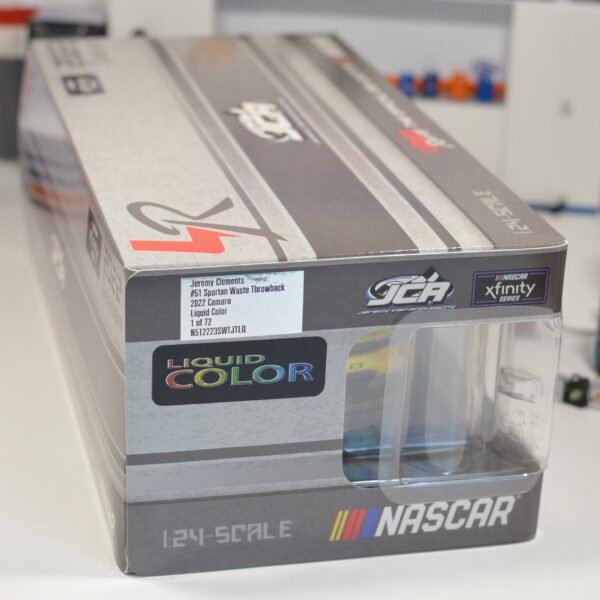 JCR
1:24 SCALE
R
Jeremy Clements
#51 Spartan Waste Throwback
2022 Camaro
Liquid Color
1 of 72
N512223SWTJTLQ
JCR
Jeremy Clements Racing
NASCAR
xfinity
SERIES
LIQUID
COLOR
1:24-SCALE
NASCAR